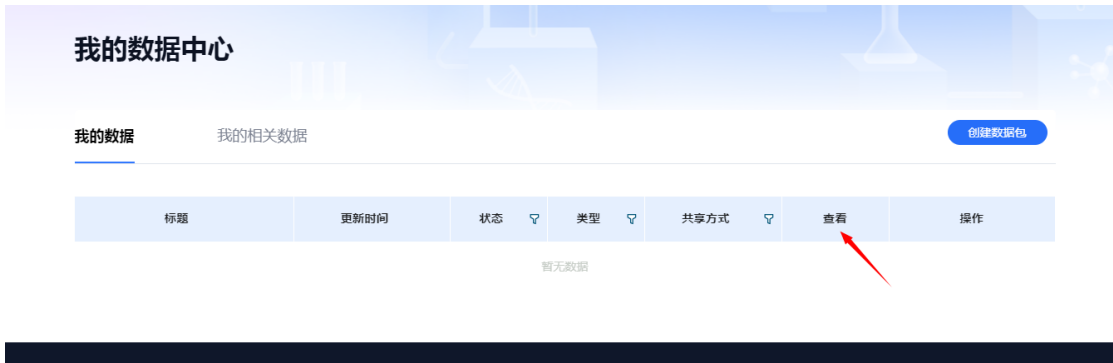 我的数据中心
我的数据 我的相关数据 创建数据包
标题 更新时间 状态 类型 共享方式 查看 操作
暂无数据